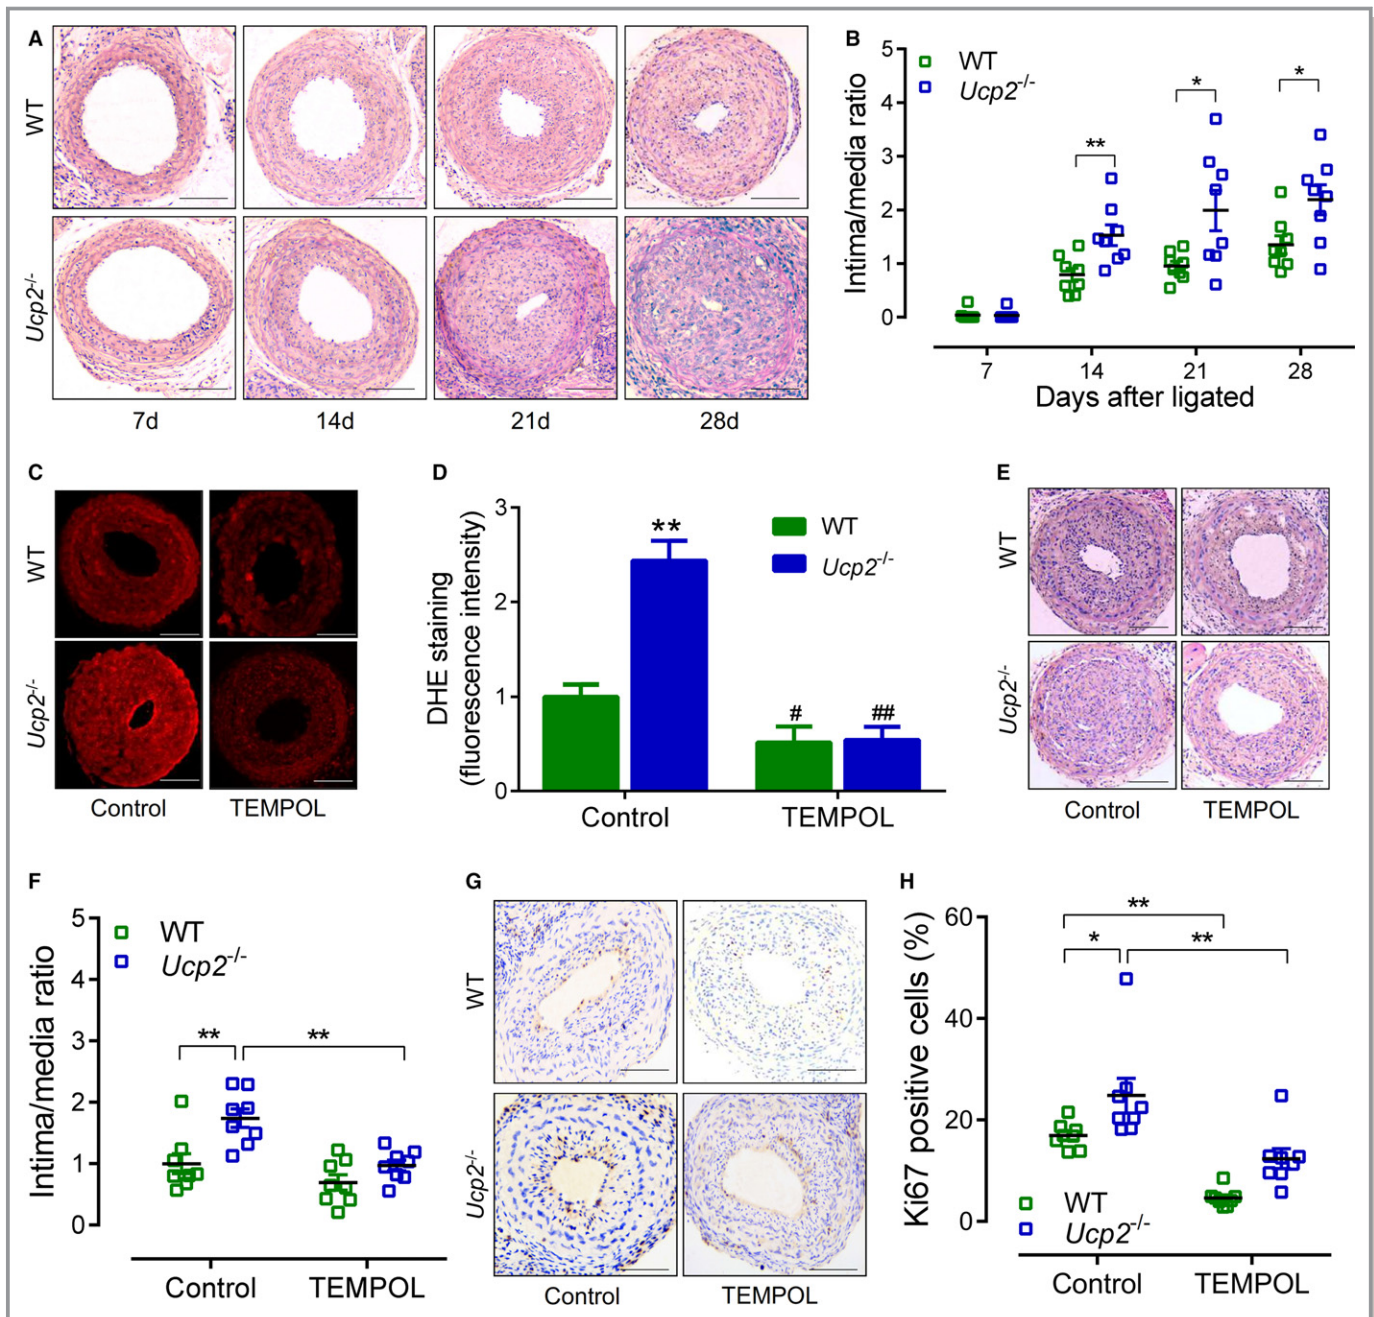 A
WT
Ucp2-/-
7d 14d 21d 28d
B
Intima/media ratio
5
4
3
2
1
0
WT
Ucp2-/-
**
*
*
7 14 21 28
Days after ligated
C
WT
Ucp2-/-
Control TEMPOL
D
DHE staining
(fluorescence intensity)
3
2
1
0
**
#
##
WT
Ucp2-/-
Control TEMPOL
E
WT
Ucp2-/-
Control TEMPOL
F
Intima/media ratio
5
4
3
2
1
0
WT
Ucp2-/-
**
**
Control TEMPOL
G
WT
Ucp2-/-
Control TEMPOL
H
Ki67 positive cells (%)
60
40
20
0
**
*
**
WT
Ucp2-/-
Control TEMPOL